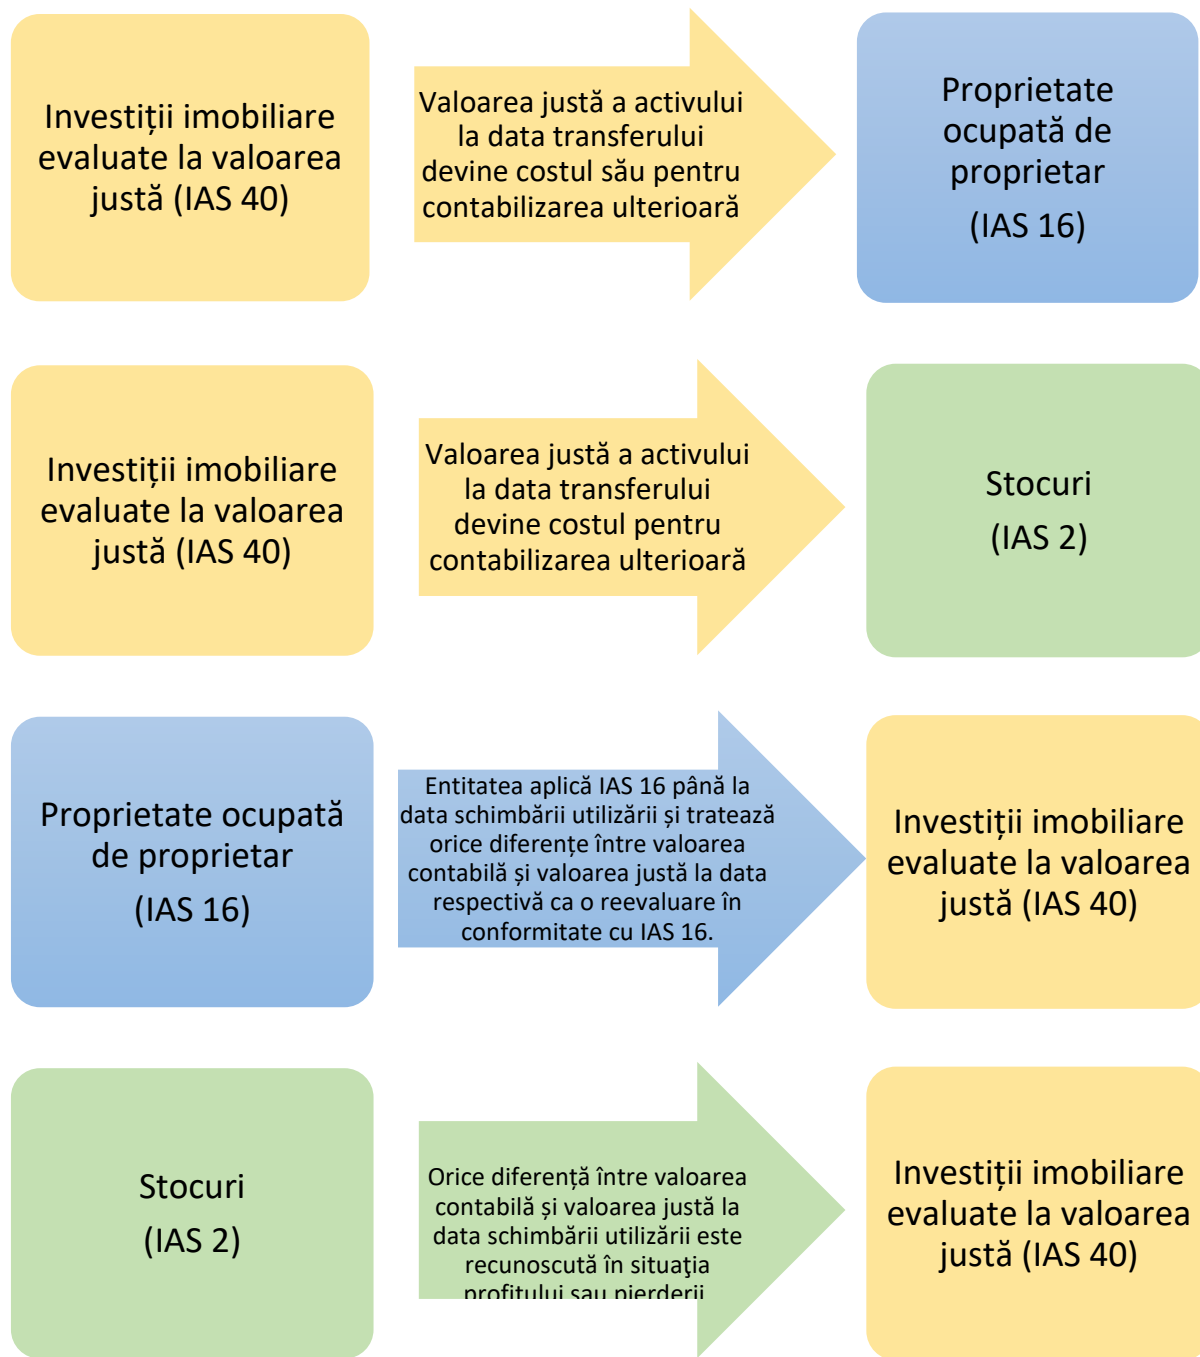 Investiții imobiliare
evaluate la valoarea
justă (IAS 40)
Valoarea justă a activului
la data transferului
devine costul său pentru
contabilizarea ulterioară
Proprietate
ocupată de
proprietar
(IAS 16)
Investiții imobiliare
evaluate la valoarea
justă (IAS 40)
Valoarea justă a activului
la data transferului
devine costul pentru
contabilizarea ulterioară
Stocuri
(IAS 2)
Proprietate ocupată
de proprietar
(IAS 16)
Entitatea aplică IAS 16 până la
data schimbării utilizării și tratează
orice diferențe între valoarea
contabilă și valoarea justă la data
respectivă ca o reevaluare în
conformitate cu IAS 16.
Investiții imobiliare
evaluate la valoarea
justă (IAS 40)
Stocuri
(IAS 2)
Orice diferență între valoarea
contabilă și valoarea justă la
data schimbării utilizării este
recunoscută în situaţia
profitului sau pierderii
Investiții imobiliare
evaluate la valoarea
justă (IAS 40)